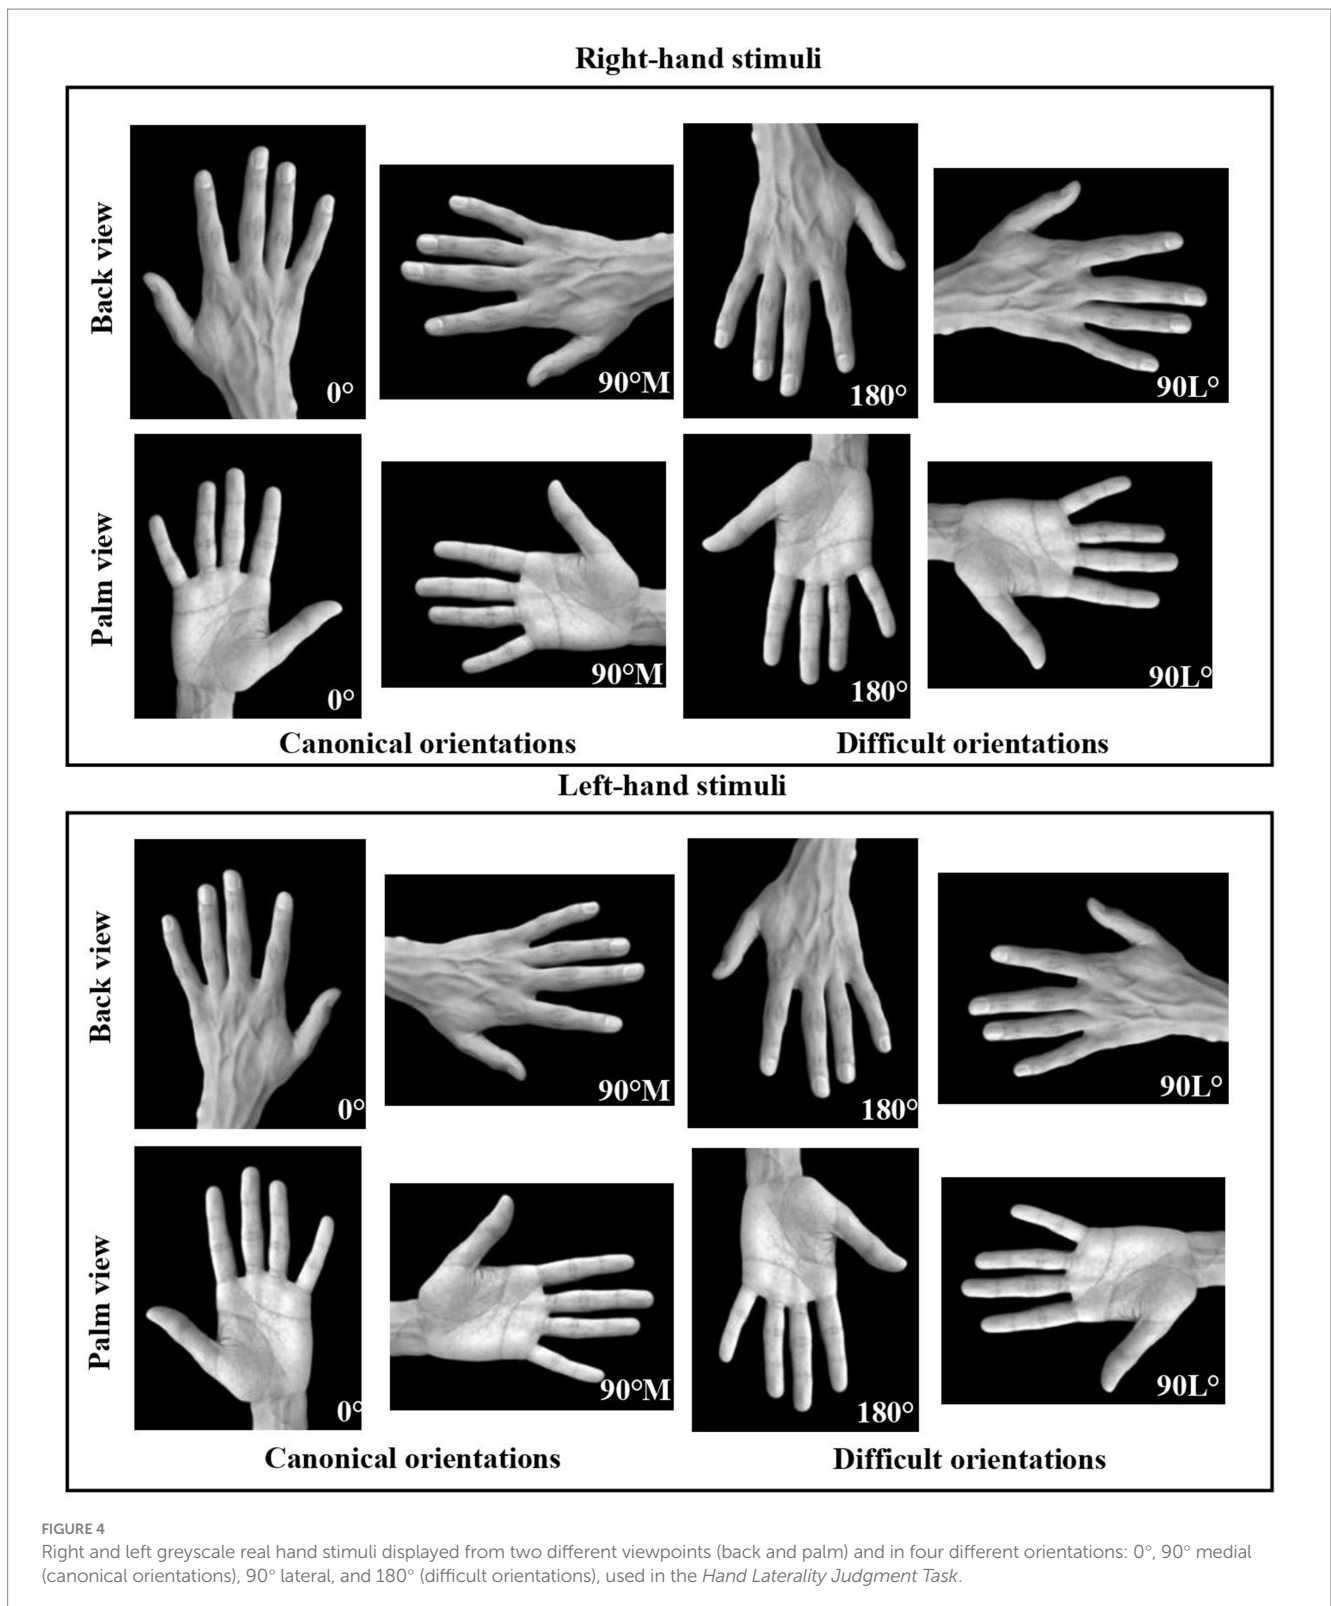 Right-hand stimuli
Back view
0°
90°M
180°
90L°
Palm view
0°
90°M
180°
90L°
Canonical orientations
Difficult orientations
Left-hand stimuli
Back view
0°
90°M
180°
90L°
Palm view
0°
90°M
180°
90L°
Canonical orientations
Difficult orientations
FIGURE 4
Right and left greyscale real hand stimuli displayed from two different viewpoints (back and palm) and in four different orientations: 0°, 90° medial
(canonical orientations), 90° lateral, and 180° (difficult orientations), used in the Hand Laterality Judgment Task.